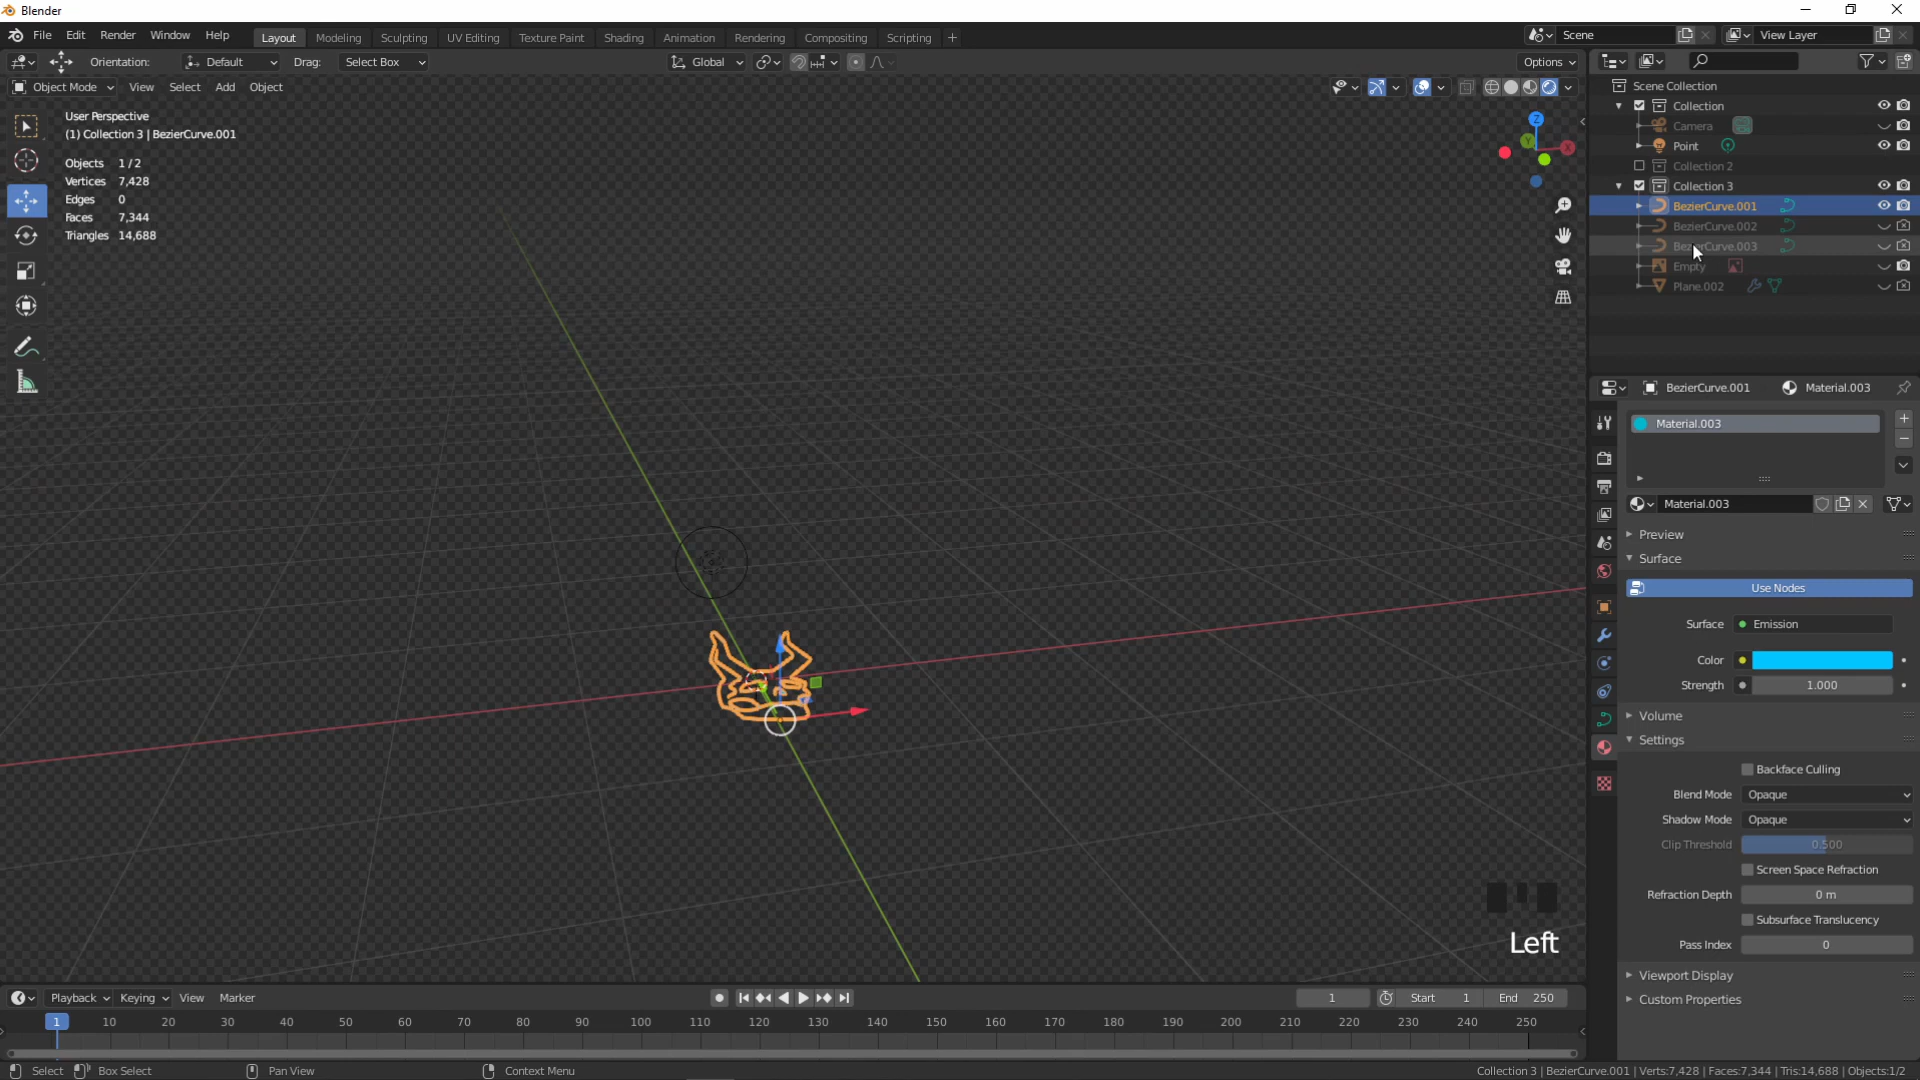 Blender
File Edit Render Window Help Layout Modeling Sculpting UV Editing Texture Paint Shading Animation Rendering Compositing Scripting + Scene View Layer
Orientation: Default Drag: Select Box Global Options
Object Mode View Select Add Object
User Perspective
(1) Collection 3 | BezierCurve.001
Objects 1/2
Vertices 7,428
Edges 0
Faces 7,344
Triangles 14,688
Z
X
Y
Scene Collection
Collection
Camera
Point
Collection 2
Collection 3
BezierCurve.001
BezierCurve.002
BezierCurve.003
Empty
Plane.002
BezierCurve.001 Material.003
Material.003
Material.003
Preview
Surface
Use Nodes
Surface Emission
Color
Strength 1.000
Volume
Settings
Backface Culling
Blend Mode Opaque
Shadow Mode Opaque
Clip Threshold 0.500
Screen Space Refraction
Refraction Depth 0 m
Subsurface Translucency
Pass Index 0
Viewport Display
Custom Properties
Left
Playback Keying View Marker 1 Start 1 End 250
1 10 20 30 40 50 60 70 80 90 100 110 120 130 140 150 160 170 180 190 200 210 220 230 240 250
Select Box Select Pan View Context Menu Collection 3 | BezierCurve.001 | Verts:7,428 | Faces:7,344 | Tris:14,688 | Objects:1/2